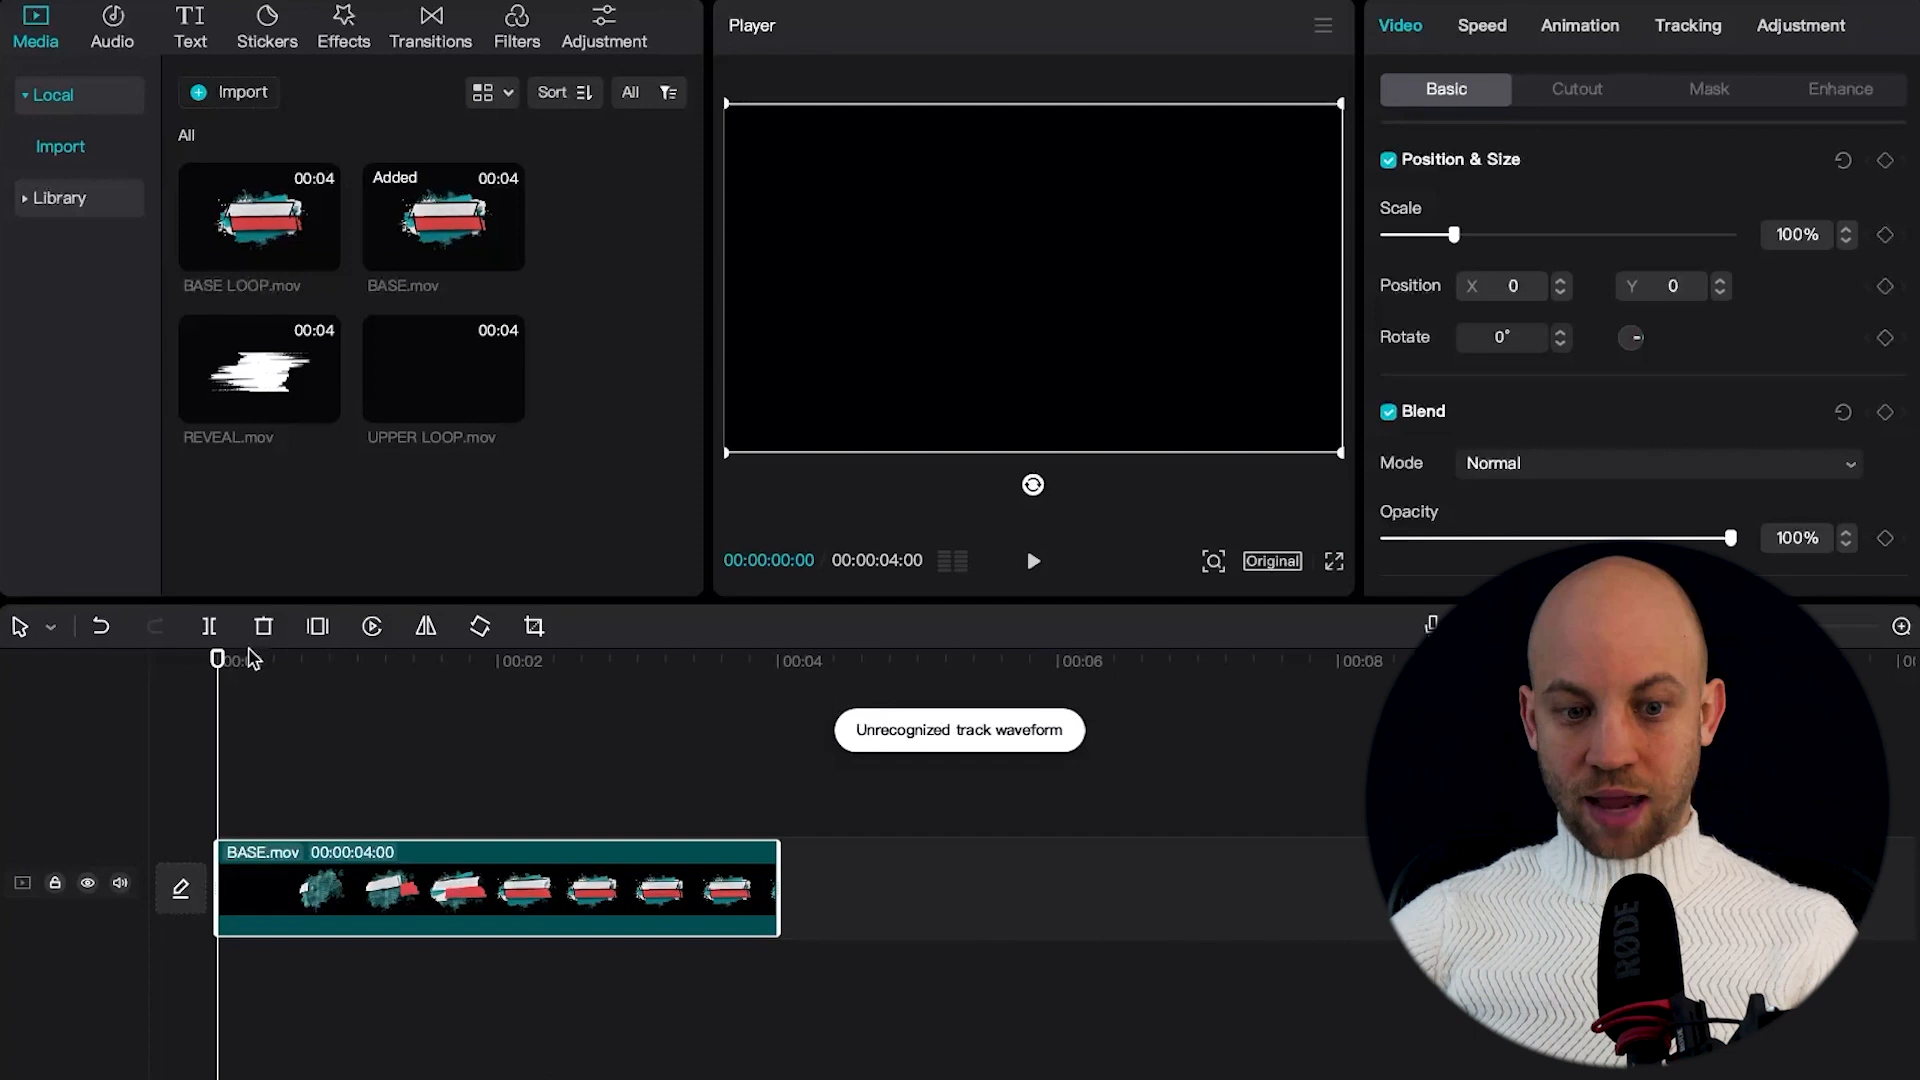 Media
Audio
Text
Stickers
Effects
Transitions
Filters
Adjustment
Local
Import
Library
Import
Sort
All
All
00:04
BASE LOOP.mov
Added 00:04
BASE.mov
00:04
REVEAL.mov
00:04
UPPER LOOP.mov
Player
00:00:00:00 00:00:04:00
Original
Video Speed Animation Tracking Adjustment
Basic Cutout Mask Enhance
Position & Size
Scale
100%
Position X 0 Y 0
Rotate 0°
Blend
Mode Normal
Opacity
100%
00:02 00:04 00:06 00:08
Unrecognized track waveform
BASE.mov 00:00:04:00
RØDE